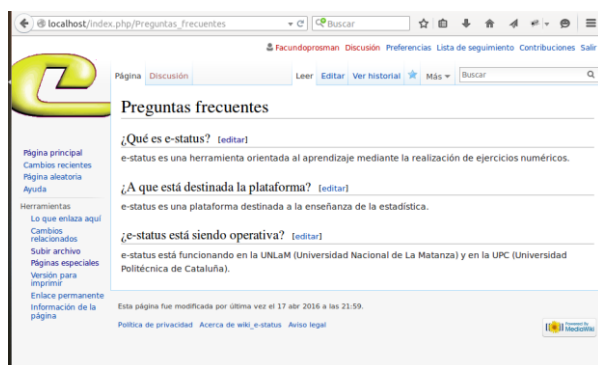 localhost/index.php/Preguntas_frecuentes
Buscar
Facundoprosman Discusión Preferencias Lista de seguimiento Contribuciones Salir
Página Discusión Leer Editar Ver historial Más Buscar
Preguntas frecuentes
¿Qué es e-status? [editar]
e-status es una herramienta orientada al aprendizaje mediante la realización de ejercicios numéricos.
¿A que está destinada la plataforma? [editar]
e-status es una plataforma destinada a la enseñanza de la estadística.
¿e-status está siendo operativa? [editar]
e-status está funcionando en la UNLaM (Universidad Nacional de La Matanza) y en la UPC (Universidad
Politécnica de Cataluña).
Página principal
Cambios recientes
Página aleatoria
Ayuda
Herramientas
Lo que enlaza aquí
Cambios
relacionados
Subir archivo
Páginas especiales
Versión para
imprimir
Enlace permanente
Información de la
página
Esta página fue modificada por última vez el 17 abr 2016 a las 21:59.
Política de privacidad Acerca de wiki_e-status Aviso legal
Powered By
MediaWiki